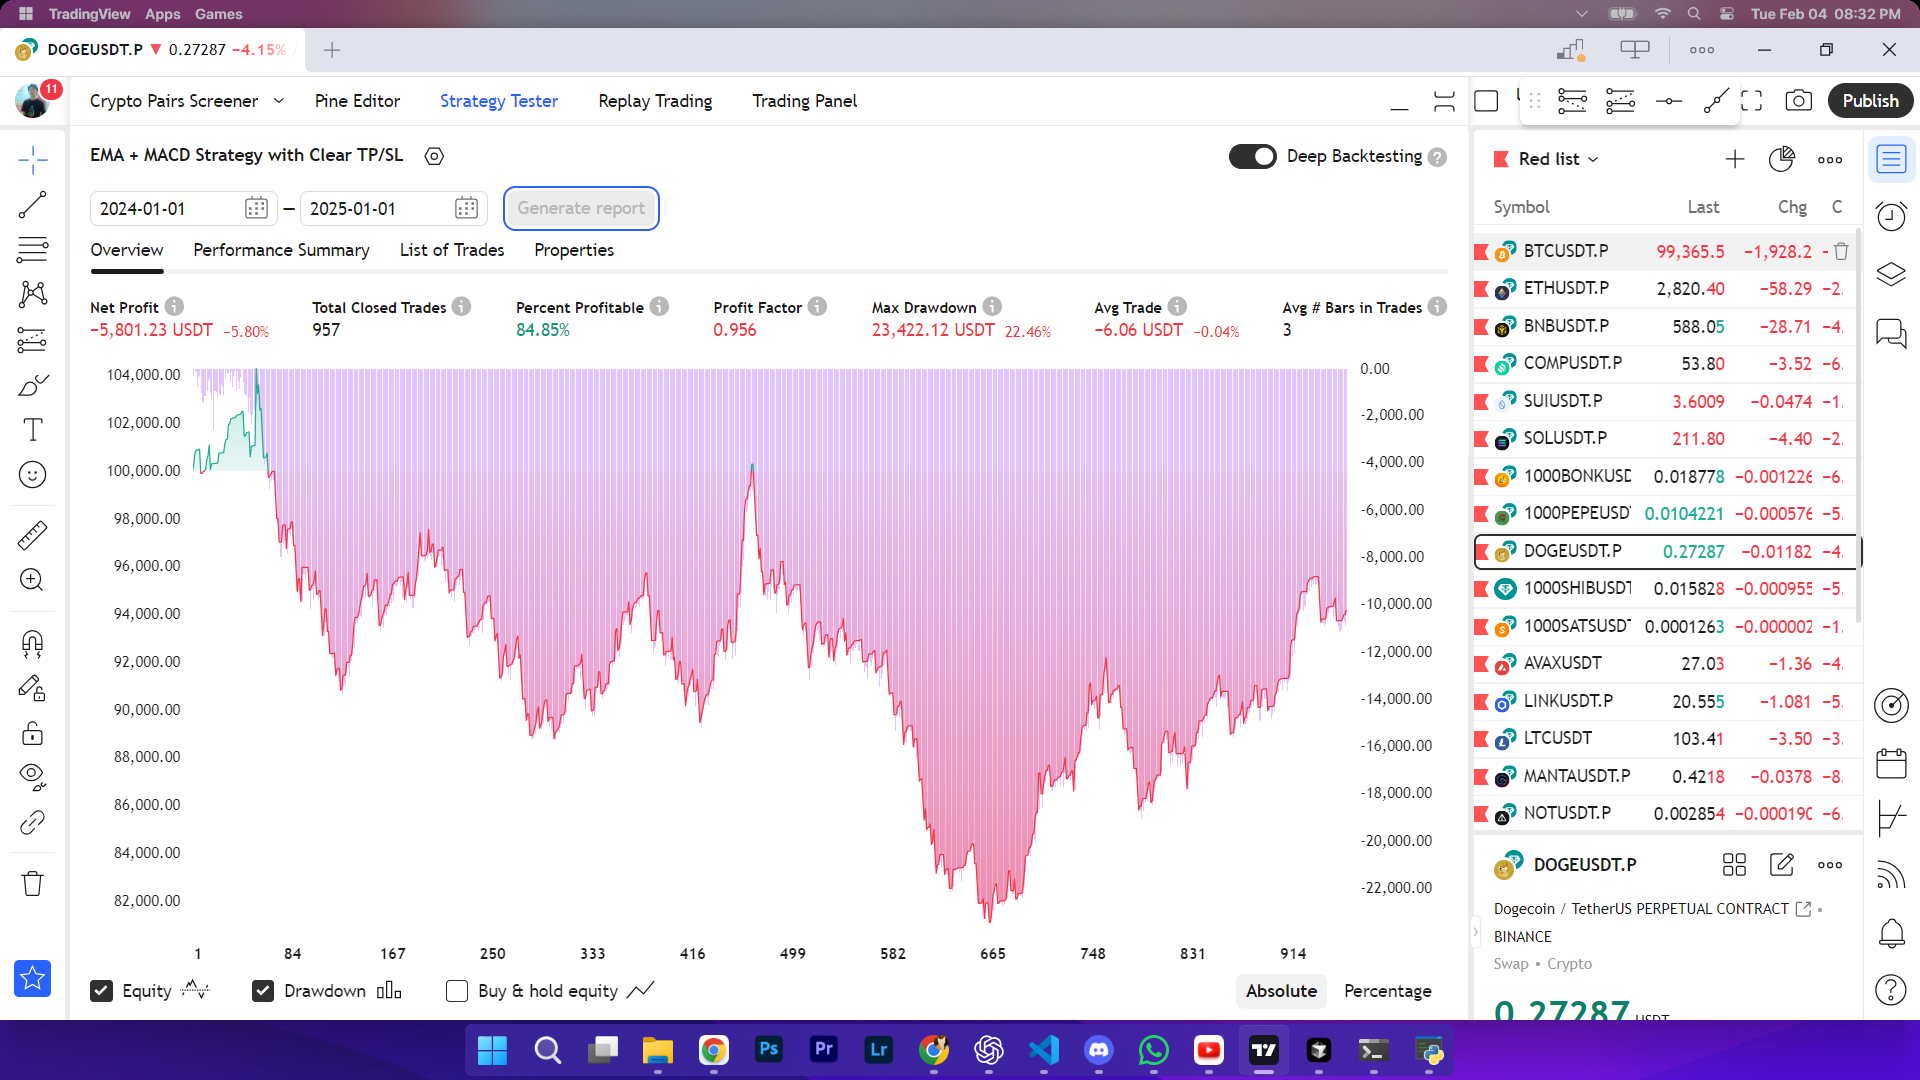 TradingView Apps Games
Tue Feb 04 08:32 PM
DOGEUSDT.P ▼ 0.27287 −4.15%
11
Crypto Pairs Screener
Pine Editor
Strategy Tester
Replay Trading
Trading Panel
Publish
EMA + MACD Strategy with Clear TP/SL
Deep Backtesting
2024-01-01 — 2025-01-01
Generate report
Overview
Performance Summary
List of Trades
Properties
Net Profit
−5,801.23 USDT −5.80%
Total Closed Trades
957
Percent Profitable
84.85%
Profit Factor
0.956
Max Drawdown
23,422.12 USDT 22.46%
Avg Trade
−6.06 USDT −0.04%
Avg # Bars in Trades
3
104,000.00
102,000.00
100,000.00
98,000.00
96,000.00
94,000.00
92,000.00
90,000.00
88,000.00
86,000.00
84,000.00
82,000.00
0.00
-2,000.00
-4,000.00
-6,000.00
-8,000.00
-10,000.00
-12,000.00
-14,000.00
-16,000.00
-18,000.00
-20,000.00
-22,000.00
1 84 167 250 333 416 499 582 665 748 831 914
Equity
Drawdown
Buy & hold equity
Absolute
Percentage
Red list
Symbol Last Chg C
BTCUSDT.P 99,365.5 −1,928.2 -
ETHUSDT.P 2,820.40 −58.29 −2.
BNBUSDT.P 588.05 −28.71 −4.
COMPUSDT.P 53.80 −3.52 −6.
SUIUSDT.P 3.6009 −0.0474 −1.
SOLUSDT.P 211.80 −4.40 −2.
1000BONKUSD 0.018778 −0.001226 −6.
1000PEPEUSD 0.0104221 −0.000576 −5.
DOGEUSDT.P 0.27287 −0.01182 −4.
1000SHIBUSDT 0.015828 −0.000955 −5.
1000SATSUSDT 0.0001263 −0.000002 −1.
AVAXUSDT 27.03 −1.36 −4.
LINKUSDT.P 20.555 −1.081 −5.
LTCUSDT 103.41 −3.50 −3.
MANTAUSDT.P 0.4218 −0.0378 −8.
NOTUSDT.P 0.002854 −0.000190 −6.
DOGEUSDT.P
Dogecoin / TetherUS PERPETUAL CONTRACT •
BINANCE
Swap • Crypto
0.27287 USDT
Ps Pr Lr